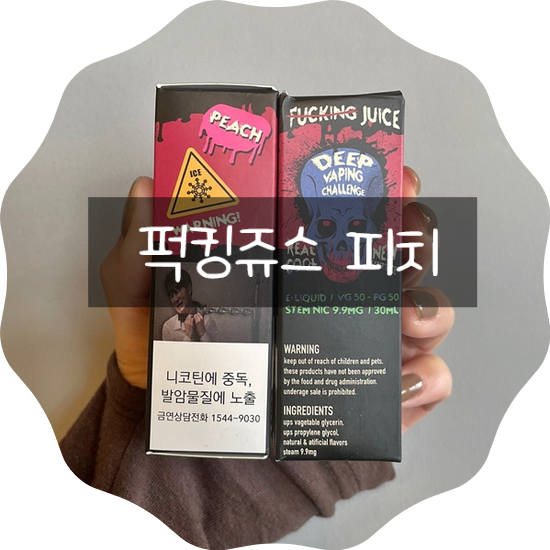 PEACH
ICE
WARNING!
니코틴에 중독,
발암물질에 노출
금연상담전화 1544-9030
FUCKING JUICE
DEEP
VAPING
CHALLENGE
REAL
퍽킹쥬스 피치
E-LIQUID / VG 50 - PG 50
STEM NIC 9.9MG / 30ML
WARNING
keep out of reach of children and pets.
these products have not been approved
by the food and drug administration.
underage sale is prohibited.
INGREDIENTS
ups vagetable glycerin.
ups propylene glycol,
natural & atificial flavors
steam 9.9mg